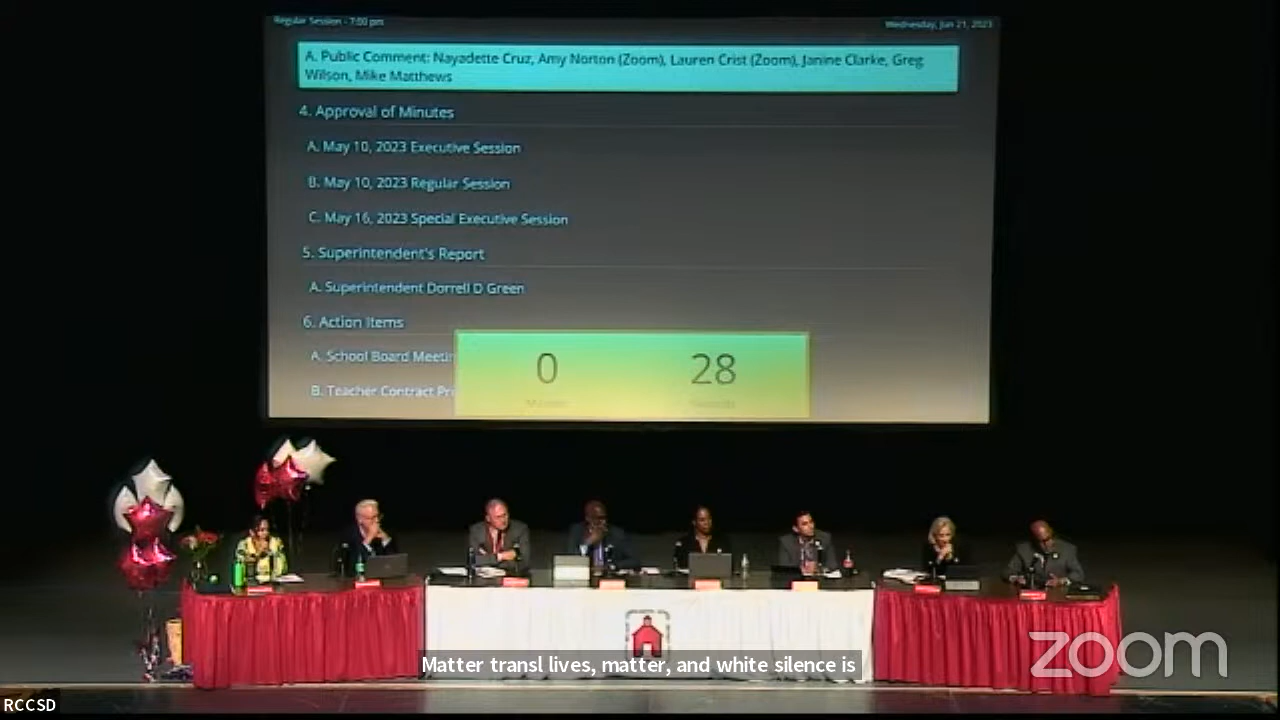 Regular Session - 7:00 pm
Wednesday, Jun 21, 2023
A. Public Comment: Nayadette Cruz, Amy Norton (Zoom), Lauren Crist (Zoom), Janine Clarke, Greg
Wilson, Mike Matthews
4. Approval of Minutes
A. May 10, 2023 Executive Session
B. May 10, 2023 Regular Session
C. May 16, 2023 Special Executive Session
5. Superintendent's Report
A. Superintendent Dorrell D Green
6. Action Items
A. School Board
B. Teacher Contract
0 28
Matter transl lives, matter, and white silence is
zoom
RCCSD